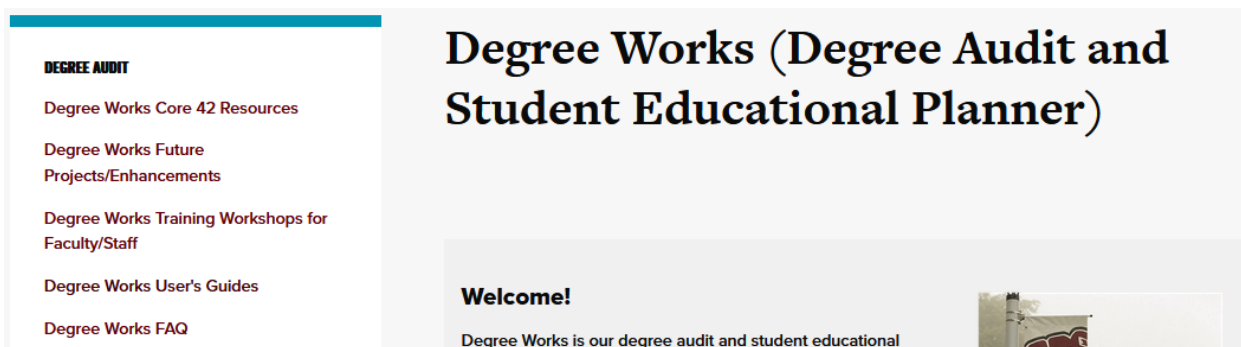 DEGREE AUDIT
Degree Works Core 42 Resources
Degree Works Future
Projects/Enhancements
Degree Works Training Workshops for
Faculty/Staff
Degree Works User's Guides
Degree Works FAQ
Degree Works (Degree Audit and
Student Educational Planner)
Welcome!
Degree Works is our degree audit and student educational